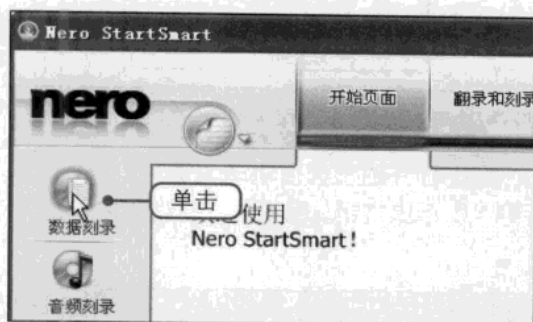 Nero StartSmart
nero
开始页面
翻录和刻录
数据刻录
单击
使用
Nero StartSmart!
音频刻录